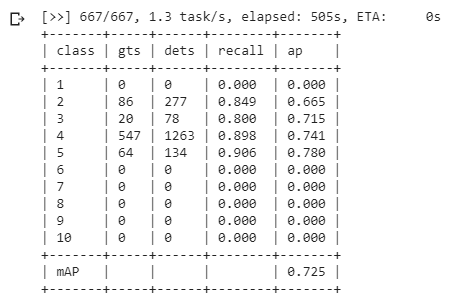 [>>] 667/667, 1.3 task/s, elapsed: 505s, ETA:     0s
+-------+-----+------+--------+-------+
| class | gts | dets | recall | ap    |
+-------+-----+------+--------+-------+
| 1     | 0   | 0    | 0.000  | 0.000 |
| 2     | 86  | 277  | 0.849  | 0.665 |
| 3     | 20  | 78   | 0.800  | 0.715 |
| 4     | 547 | 1263 | 0.898  | 0.741 |
| 5     | 64  | 134  | 0.906  | 0.780 |
| 6     | 0   | 0    | 0.000  | 0.000 |
| 7     | 0   | 0    | 0.000  | 0.000 |
| 8     | 0   | 0    | 0.000  | 0.000 |
| 9     | 0   | 0    | 0.000  | 0.000 |
| 10    | 0   | 0    | 0.000  | 0.000 |
+-------+-----+------+--------+-------+
| mAP   |     |      |        | 0.725 |
+-------+-----+------+--------+-------+